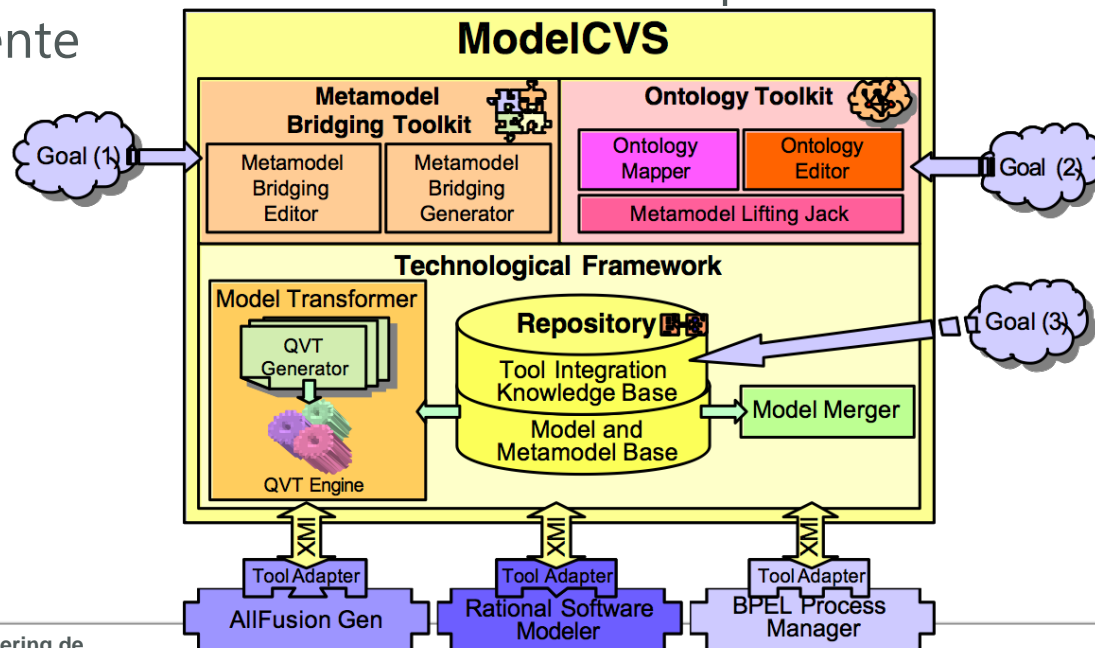 ente
ModelCVS
Metamodel
Bridging Toolkit
Ontology Toolkit
Goal (1)
Metamodel
Bridging
Editor
Metamodel
Bridging
Generator
Ontology
Mapper
Ontology
Editor
Metamodel Lifting Jack
Goal (2)
Technological Framework
Model Transformer
QVT
Generator
QVT Engine
Repository
Tool Integration
Knowledge Base
Model and
Metamodel Base
Goal (3)
Model Merger
XMI
XMI
XMI
Tool Adapter
AllFusion Gen
Tool Adapter
Rational Software
Modeler
Tool Adapter
BPEL Process
Manager
ering.de